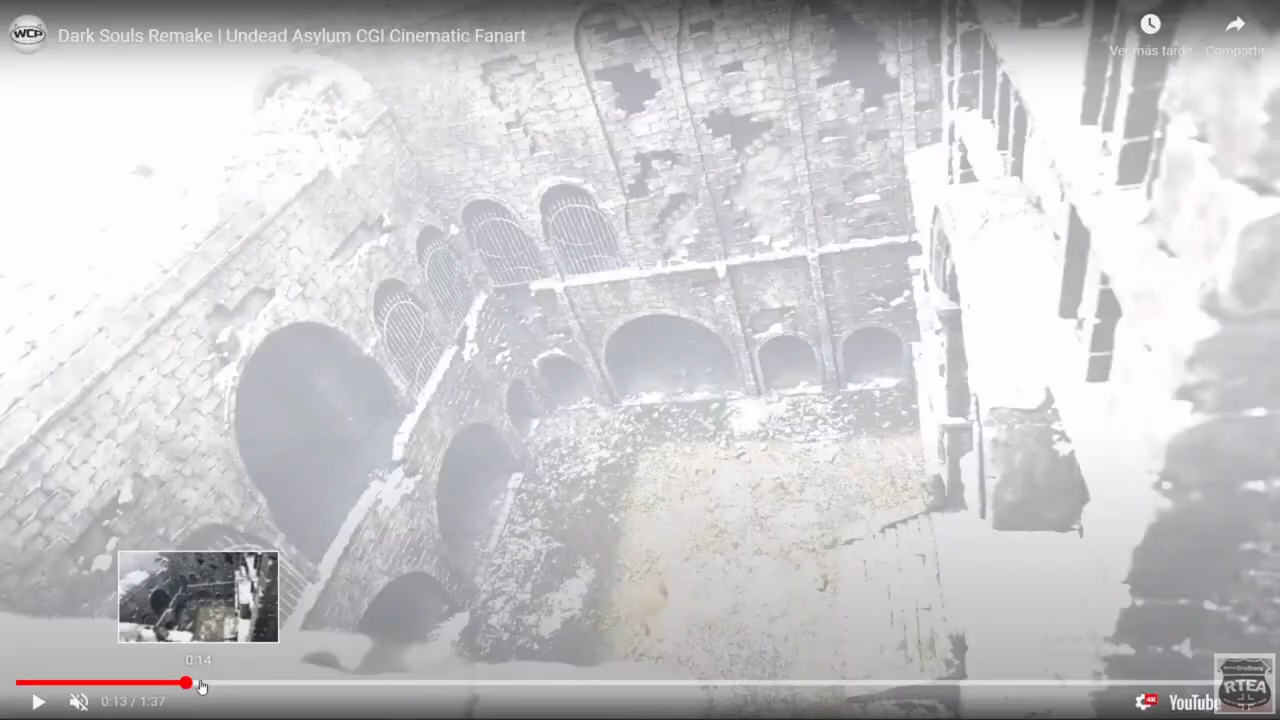 WCP
Dark Souls Remake | Undead Asylum CGI Cinematic Fanart
Ver más tarde
Compartir
0:14
0:13 / 1:37
4K
YouTube
RTEA